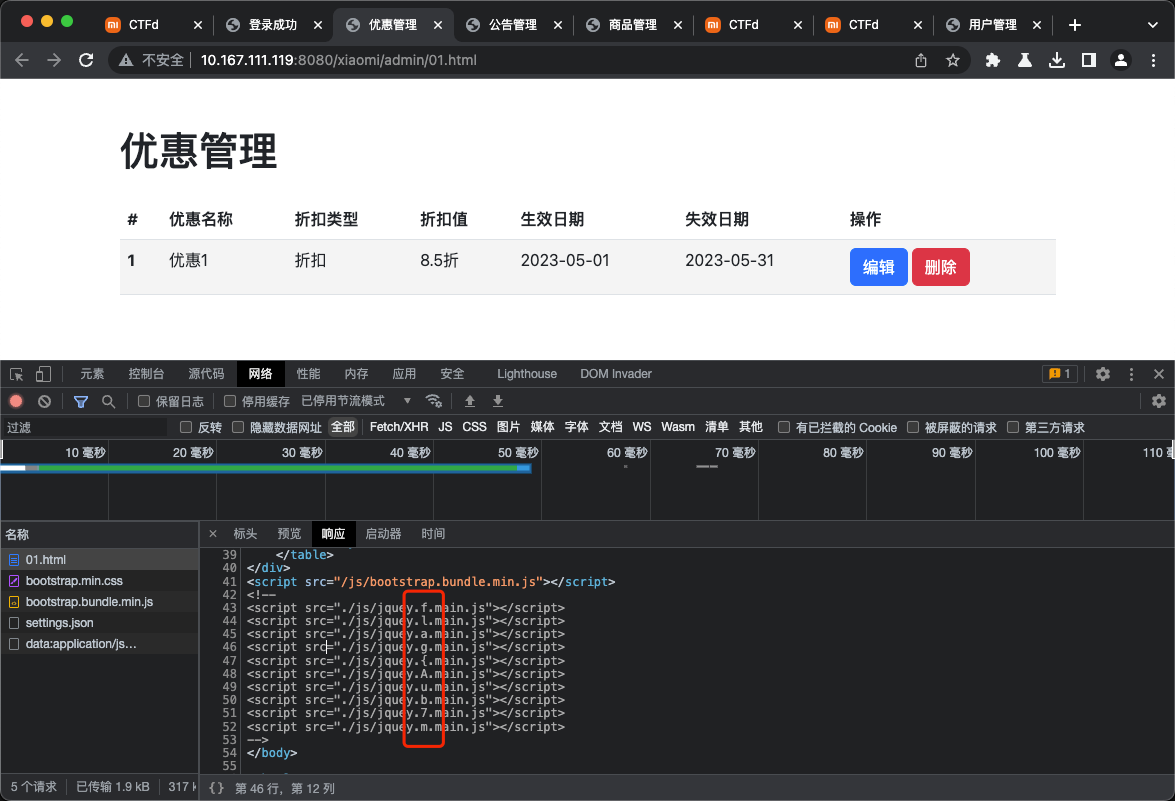 CTFd 登录成功 优惠管理 公告管理 商品管理 CTFd CTFd 用户管理
不安全 10.167.111.119:8080/xiaomi/admin/01.html
优惠管理
# 优惠名称 折扣类型 折扣值 生效日期 失效日期 操作
1 优惠1 折扣 8.5折 2023-05-01 2023-05-31 编辑 删除
元素 控制台 源代码 网络 性能 内存 应用 安全 Lighthouse DOM Invader 1
保留日志 停用缓存 已停用节流模式
过滤 反转 隐藏数据网址 全部 Fetch/XHR JS CSS 图片 媒体 字体 文档 WS Wasm 清单 其他 有已拦截的 Cookie 被屏蔽的请求 第三方请求
10 毫秒 20 毫秒 30 毫秒 40 毫秒 50 毫秒 60 毫秒 70 毫秒 80 毫秒 90 毫秒 100 毫秒 110
名称
01.html
bootstrap.min.css
bootstrap.bundle.min.js
settings.json
data:application/js…
标头 预览 响应 启动器 时间
39 </table>
40 </div>
41 <script src="/js/bootstrap.bundle.min.js"></script>
42 <!--
43 <script src="./js/jquey.f.main.js"></script>
44 <script src="./js/jquey.l.main.js"></script>
45 <script src="./js/jquey.a.main.js"></script>
46 <script src="./js/jquey.g.main.js"></script>
47 <script src="./js/jquey.{.main.js"></script>
48 <script src="./js/jquey.A.main.js"></script>
49 <script src="./js/jquey.u.main.js"></script>
50 <script src="./js/jquey.b.main.js"></script>
51 <script src="./js/jquey.7.main.js"></script>
52 <script src="./js/jquey.m.main.js"></script>
53 -->
54 </body>
55
5 个请求 已传输 1.9 kB 317 {} 第 46 行，第 12 列